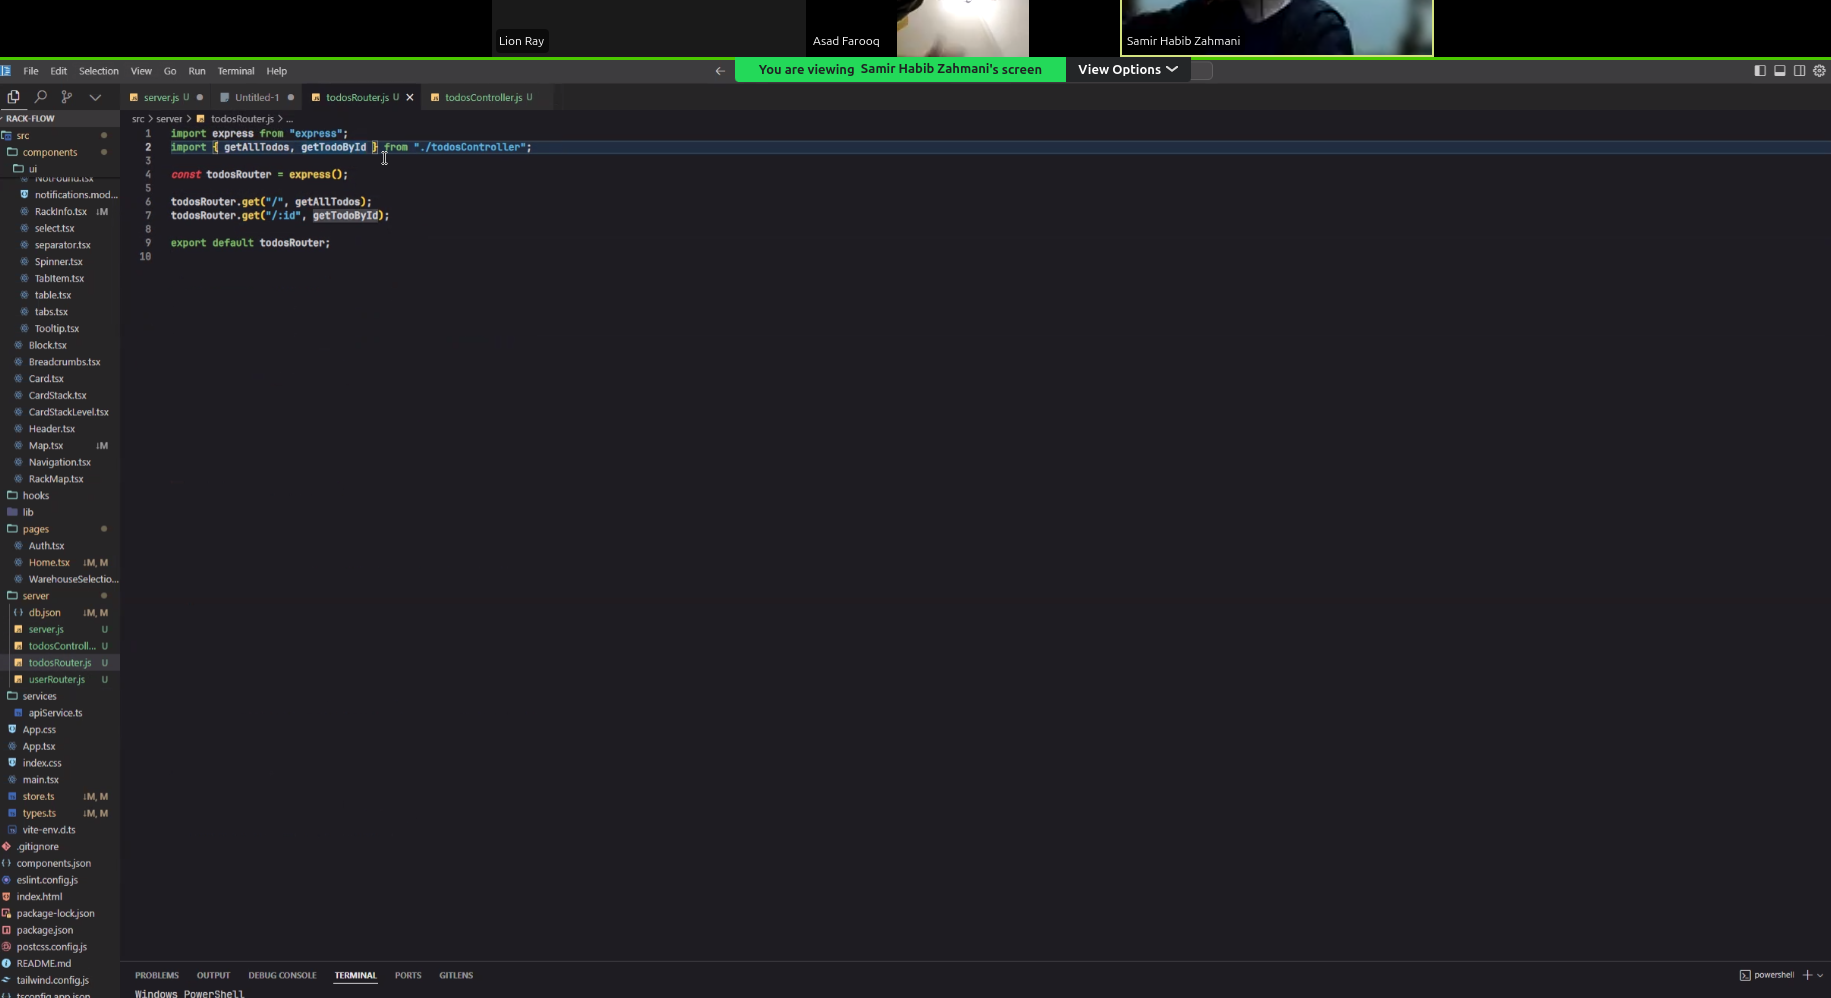 Lion Ray
Asad Farooq
Samir Habib Zahmani
File Edit Selection View Go Run Terminal Help
You are viewing Samir Habib Zahmani's screen View Options
server.js U
Untitled-1
todosRouter.js U
todosController.js U
RACK-FLOW
src > server > todosRouter.js > ...
1 import express from "express";
2 import { getAllTodos, getTodoById } from "./todosController";
3
4 const todosRouter = express();
5
6 todosRouter.get("/", getAllTodos);
7 todosRouter.get("/:id", getTodoById);
8
9 export default todosRouter;
10
src
components
ui
NotFound.tsx
notifications.mod...
RackInfo.tsx ↓M
select.tsx
separator.tsx
Spinner.tsx
TabItem.tsx
table.tsx
tabs.tsx
Tooltip.tsx
Block.tsx
Breadcrumbs.tsx
Card.tsx
CardStack.tsx
CardStackLevel.tsx
Header.tsx
Map.tsx ↓M
Navigation.tsx
RackMap.tsx
hooks
lib
pages
Auth.tsx
Home.tsx ↓M, M
WarehouseSelectio...
server
db.json ↓M, M
server.js U
todosControll... U
todosRouter.js U
userRouter.js U
services
apiService.ts
App.css
App.tsx
index.css
main.tsx
store.ts ↓M, M
types.ts ↓M, M
vite-env.d.ts
.gitignore
components.json
eslint.config.js
index.html
package-lock.json
package.json
postcss.config.js
README.md
tailwind.config.js
tsconfig.app.json
PROBLEMS OUTPUT DEBUG CONSOLE TERMINAL PORTS GITLENS
powershell
Windows PowerShell